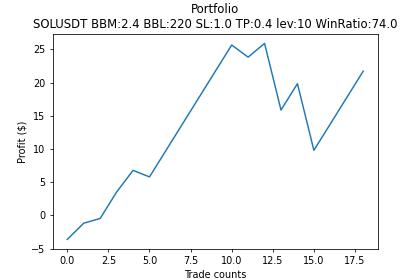 Portfolio
SOLUSDT BBM:2.4 BBL:220 SL:1.0 TP:0.4 lev:10 WinRatio:74.0
25
20
15
10
5
0
−5
Profit ($)
0.0 2.5 5.0 7.5 10.0 12.5 15.0 17.5
Trade counts